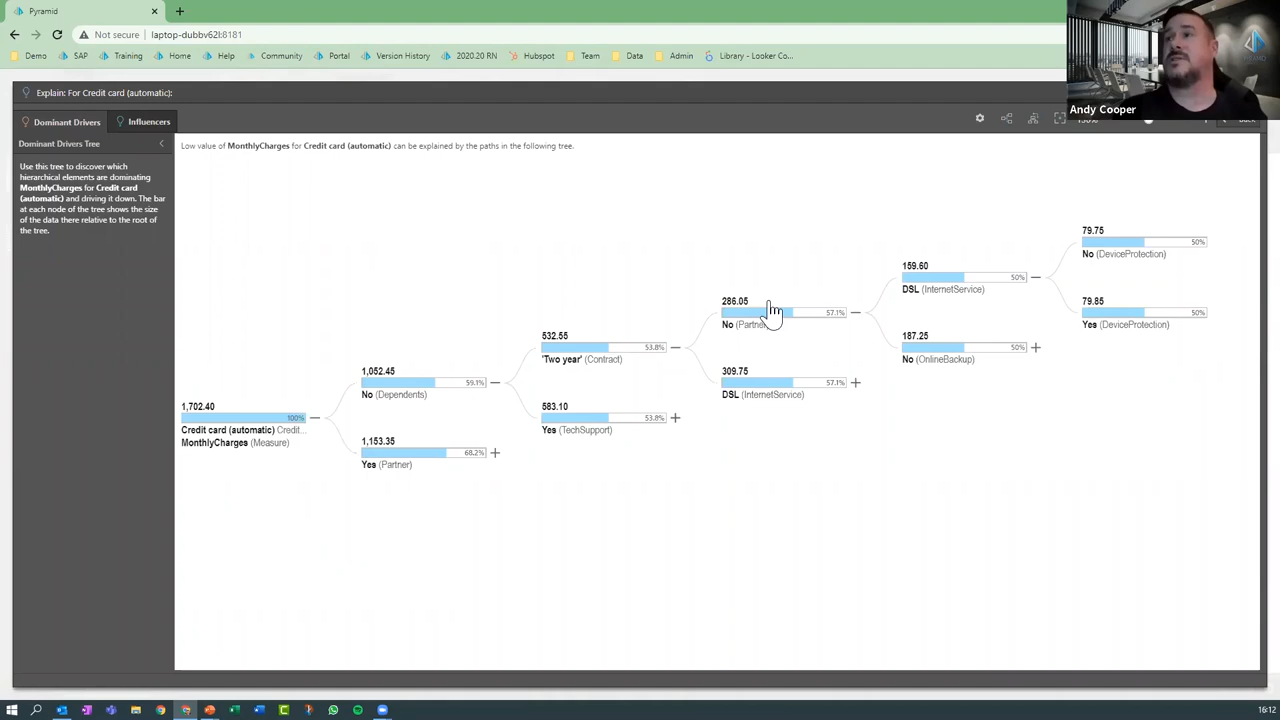 Pyramid
Not secure
laptop-dubbv62l:8181
Demo
SAP
Training
Home
Help
Community
Portal
Version History
2020.20 RN
Hubspot
Team
Data
Admin
Library - Looker Co...
Andy Cooper
Explain: For Credit card (automatic):
Dominant Drivers
Influencers
Back
Dominant Drivers Tree
Use this tree to discover which
hierarchical elements are dominating
MonthlyCharges for Credit card
(automatic) and driving it down. The bar
at each node of the tree shows the size
of the data there relative to the root of
the tree.
Low value of MonthlyCharges for Credit card (automatic) can be explained by the paths in the following tree.
1,702.40
100%
Credit card (automatic) Credit...
MonthlyCharges (Measure)
1,052.45
59.1%
No (Dependents)
1,153.35
68.2%
Yes (Partner)
532.55
53.8%
'Two year' (Contract)
583.10
53.8%
Yes (TechSupport)
286.05
57.1%
No (Partner
309.75
57.1%
DSL (InternetService)
159.60
50%
DSL (InternetService)
187.25
50%
No (OnlineBackup)
79.75
50%
No (DeviceProtection)
79.85
50%
Yes (DeviceProtection)
16:12